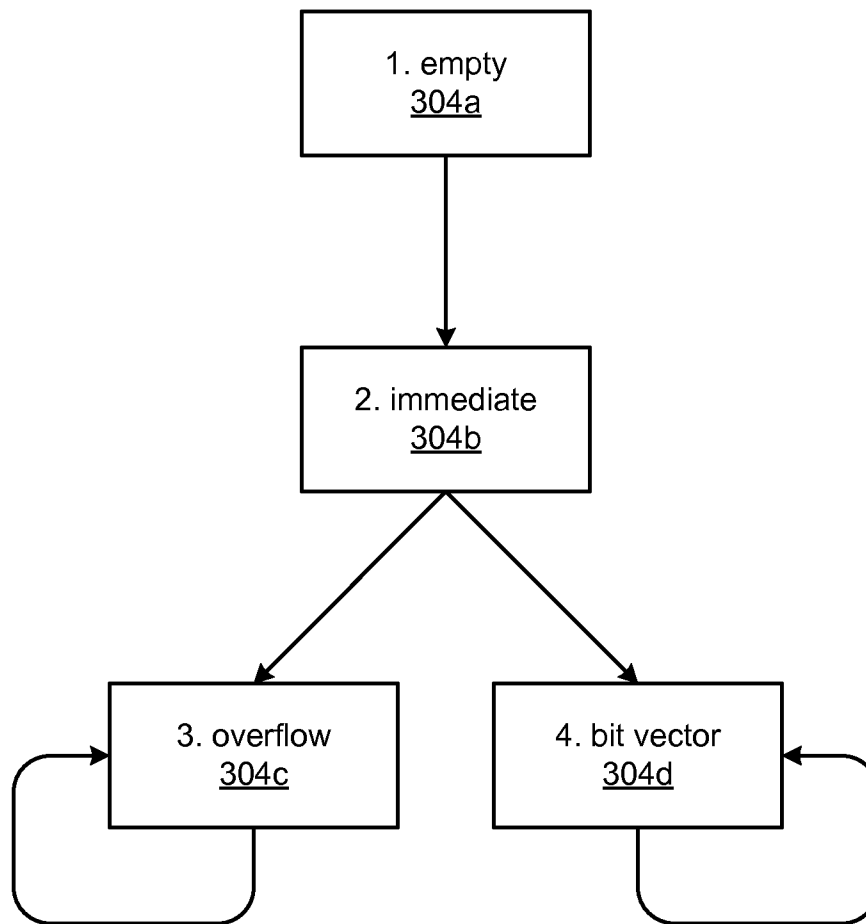 1. empty
304a
2. immediate
304b
3. overflow
304c
4. bit vector
304d